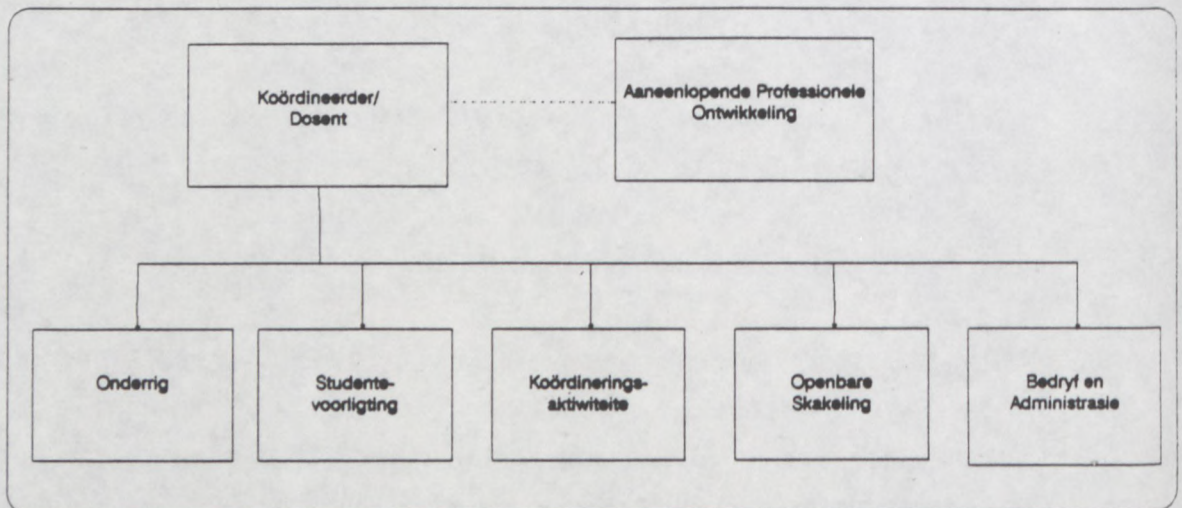 Koördineerder/
Dosent
Aaneenlopende Professionele
Ontwikkeling
Onderrig
Studente-
voorligting
Koördinerings-
aktiwiteite
Openbare
Skakeling
Bedryf en
Administrasie